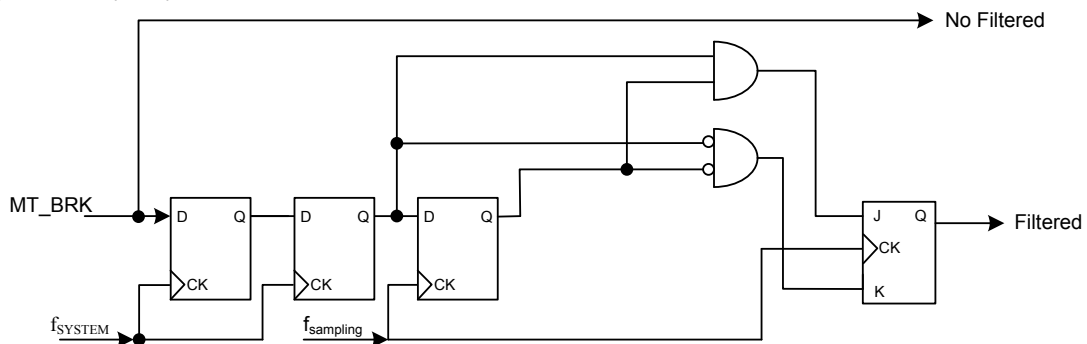 No Filtered
MT_BRK
D Q
D Q
D Q
J Q
Filtered
CK
CK
CK
CK
K
fSYSTEM
fsampling